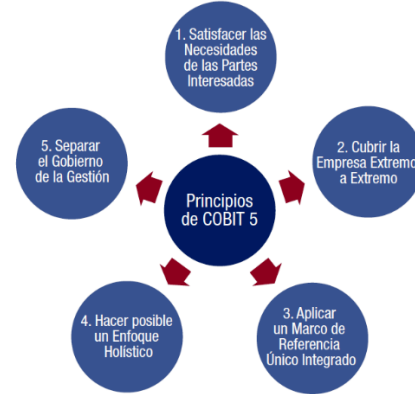 1. Satisfacer las
Necesidades
de las Partes
Interesadas
2. Cubrir la
Empresa Extremo
a Extremo
3. Aplicar
un Marco de
Referencia
Único Integrado
4. Hacer posible
un Enfoque
Holístico
5. Separar
el Gobierno
de la Gestión
Principios
de COBIT 5